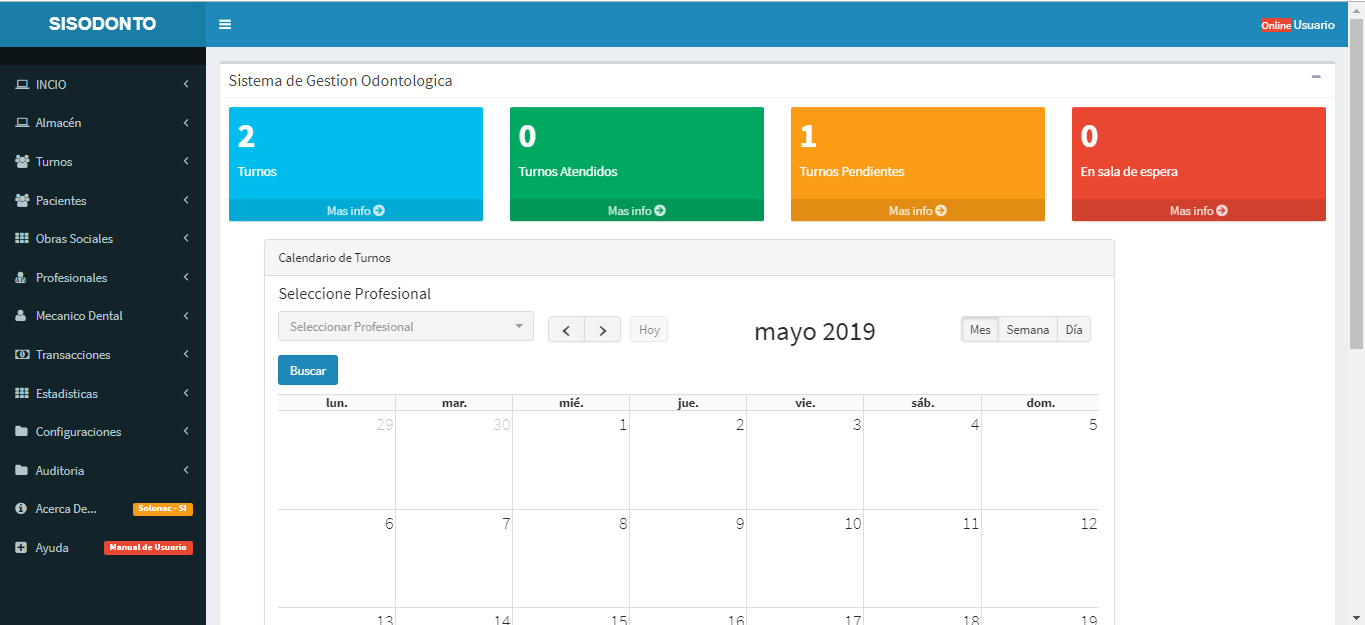 SISODONTO
Online Usuario
INCIO
Almacén
Turnos
Pacientes
Obras Sociales
Profesionales
Mecanico Dental
Transacciones
Estadisticas
Configuraciones
Auditoria
Acerca De... Solunac - SI
Ayuda Manual de Usuario
Sistema de Gestion Odontologica
2
Turnos
Mas info
0
Turnos Atendidos
Mas info
1
Turnos Pendientes
Mas info
0
En sala de espera
Mas info
Calendario de Turnos
Seleccione Profesional
Seleccionar Profesional
Buscar
Hoy
mayo 2019
Mes Semana Día
lun. mar. mié. jue. vie. sáb. dom.
29 30 1 2 3 4 5
6 7 8 9 10 11 12
13 14 15 16 17 18 19